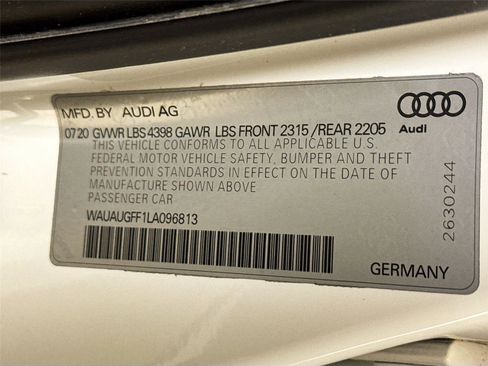 MFD. BY AUDI AG
07.20 GVWR LBS 4398 GAWR LBS FRONT 2315 / REAR 2205
Audi
THIS VEHICLE CONFORMS TO ALL APPLICABLE U.S.
FEDERAL MOTOR VEHICLE SAFETY, BUMPER AND THEFT
PREVENTION STANDARDS IN EFFECT ON THE DATE OF
MANUFACTURE SHOWN ABOVE
PASSENGER CAR
WAUAUGFF1LA096813
GERMANY
2630244